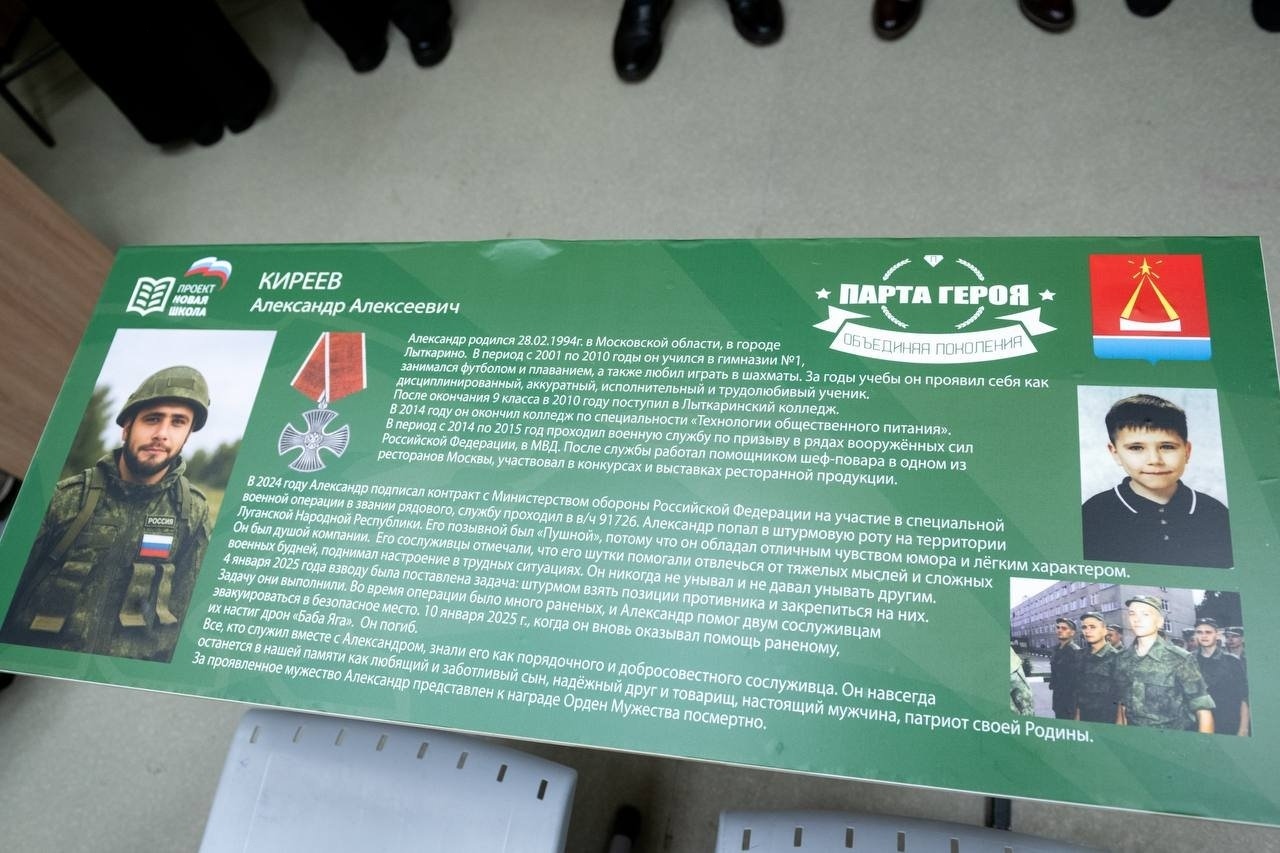 ПРОЕКТ
НОВАЯ
ШКОЛА
КИРЕЕВ
Александр Алексеевич
ПАРТА ГЕРОЯ
ОБЪЕДИНЯЯ ПОКОЛЕНИЯ
Александр родился 28.02.1994г. в Московской области, в городе
Лыткарино. В период с 2001 по 2010 годы он учился в гимназии №1,
занимался футболом и плаванием, а также любил играть в шахматы. За годы учебы он проявил себя как
дисциплинированный, аккуратный, исполнительный и трудолюбивый ученик.
После окончания 9 класса в 2010 году поступил в Лыткаринский колледж.
В 2014 году он окончил колледж по специальности «Технологии общественного питания».
В период с 2014 по 2015 год проходил военную службу по призыву в рядах вооружённых сил
Российской Федерации, в МВД. После службы работал помощником шеф-повара в одном из
ресторанов Москвы, участвовал в конкурсах и выставках ресторанной продукции.
В 2024 году Александр подписал контракт с Министерством обороны Российской Федерации на участие в специальной
военной операции в звании рядового, службу проходил в в/ч 91726. Александр попал в штурмовую роту на территории
Луганской Народной Республики. Его позывной был «Пушной», потому что он обладал отличным чувством юмора и лёгким характером.
Он был душой компании. Его сослуживцы отмечали, что его шутки помогали отвлечься от тяжелых мыслей и сложных
военных будней, поднимал настроение в трудных ситуациях. Он никогда не унывал и не давал унывать другим.
4 января 2025 года взводу была поставлена задача: штурмом взять позиции противника и закрепиться на них.
Задачу они выполнили. Во время операции было много раненых, и Александр помог двум сослуживцам
эвакуироваться в безопасное место. 10 января 2025 г., когда он вновь оказывал помощь раненому,
их настиг дрон «Баба Яга». Он погиб.
Все, кто служил вместе с Александром, знали его как порядочного и добросовестного сослуживца. Он навсегда
останется в нашей памяти как любящий и заботливый сын, надёжный друг и товарищ, настоящий мужчина, патриот своей Родины.
За проявленное мужество Александр представлен к награде Орден Мужества посмертно.
РОССИЯ